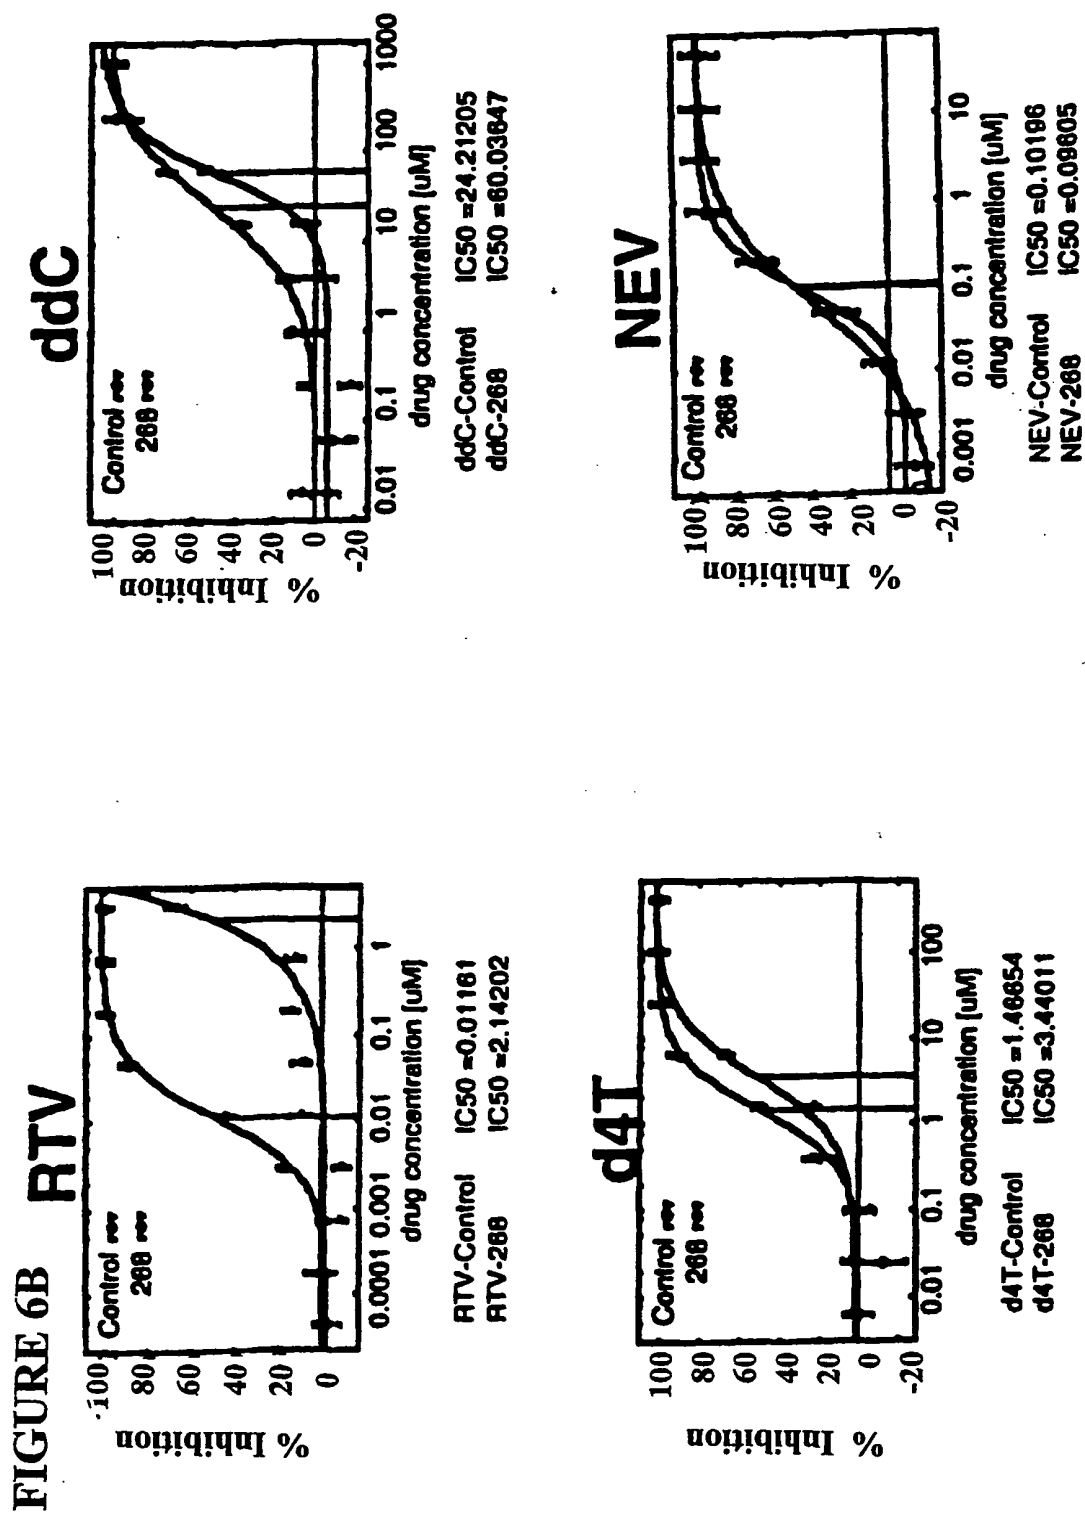 FIGURE 6B
RTV
% Inhibition
100
80
60
40
20
0
Control
268
0.0001 0.001 0.01 0.1 1
drug concentration [uM]
RTV-Control IC50 =0.01161
RTV-268 IC50 =2.14202
ddC
% Inhibition
100
80
60
40
20
0
-20
Control
268
0.01 0.1 1 10 100 1000
drug concentration [uM]
ddC-Control IC50 =24.21205
ddC-268 IC50 =60.03647
d4T
% Inhibition
100
80
60
40
20
0
-20
Control
268
0.01 0.1 1 10 100
drug concentration [uM]
d4T-Control IC50 =1.46654
d4T-268 IC50 =3.44011
NEV
% Inhibition
100
80
60
40
20
0
-20
Control
268
0.001 0.01 0.1 1 10
drug concentration [uM]
NEV-Control IC50 =0.10196
NEV-268 IC50 =0.09605